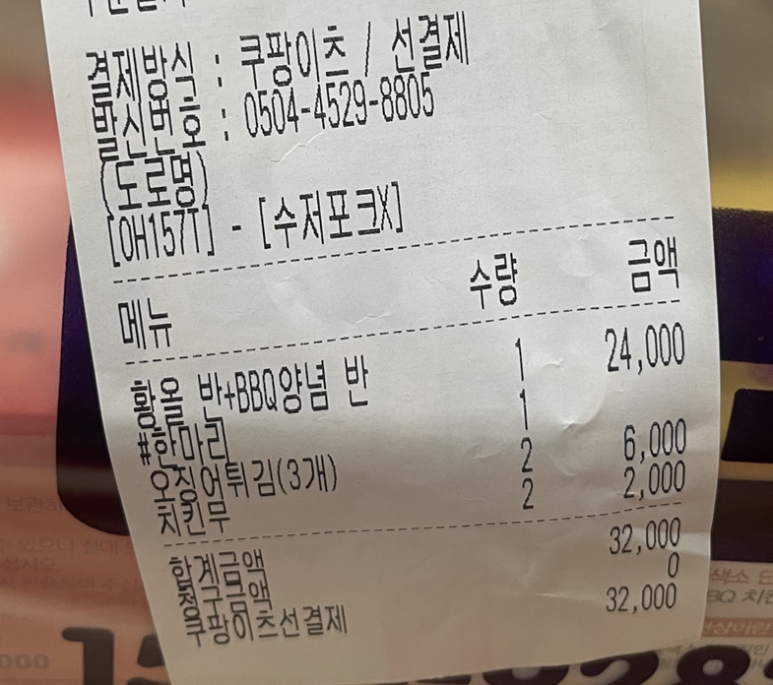 결제방식 : 쿠팡이츠 / 선결제
발신번호 : 0504-4529-8805
(도로명)
[0H157T] - [수저포크X]
메뉴 수량 금액
황올 반+BBQ양념 반 1 24,000
#한마리 1
오징어튀김(3개) 2 6,000
치킨무 2 2,000
합계금액 32,000
청구금액 0
쿠팡이츠선결제 32,000